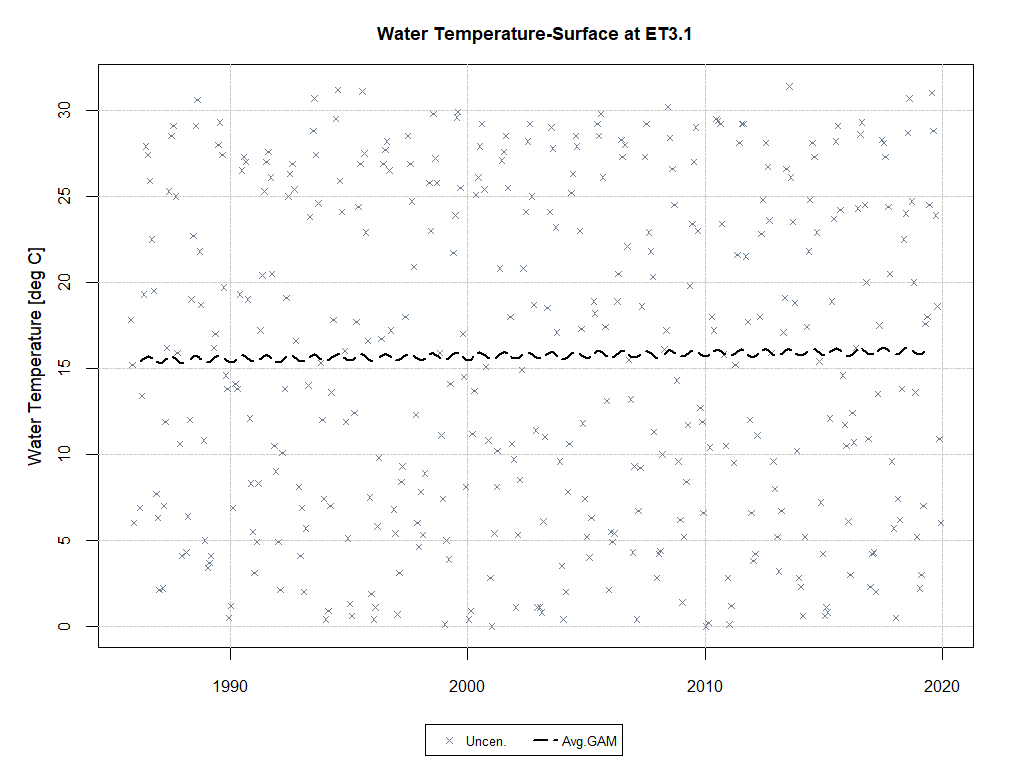 Water Temperature-Surface at ET3.1
Water Temperature [deg C]
30
25
20
15
10
5
0
1990
2000
2010
2020
Uncen.
Avg.GAM